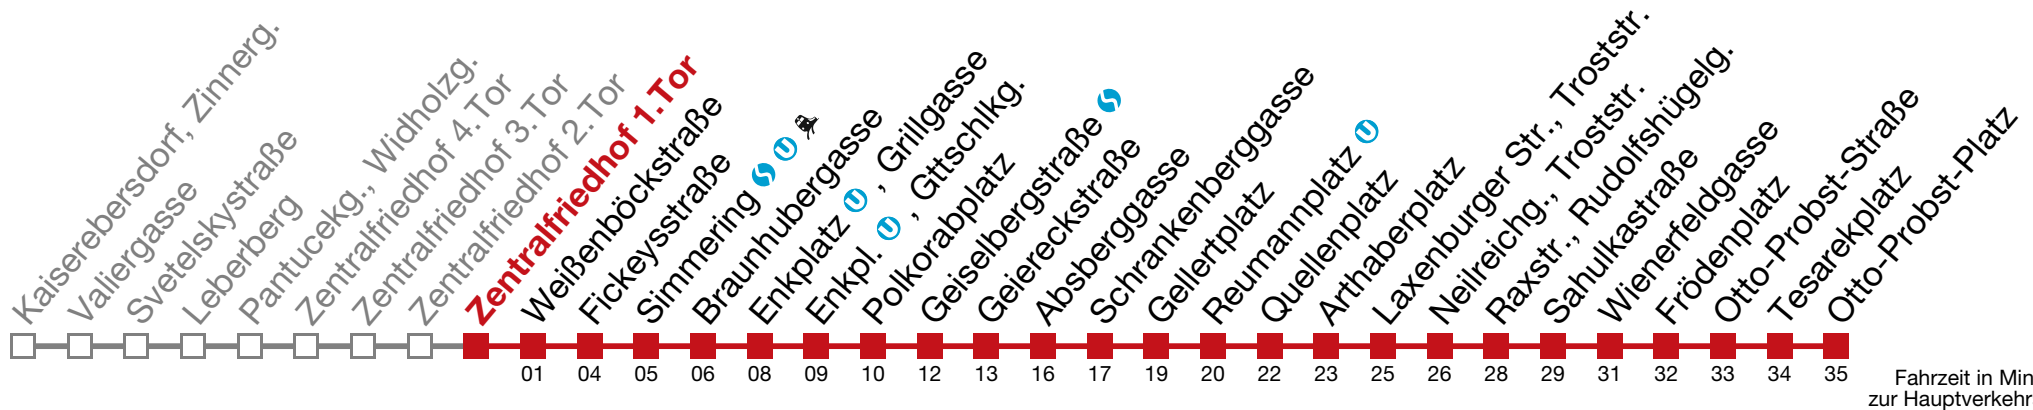 Kaiserebersdorf, Zinnerg.
Valiergasse
Svetelskystraße
Leberberg
Pantucekg., Widholzg.
Zentralfriedhof 4. Tor
Zentralfriedhof 3. Tor
Zentralfriedhof 2. Tor
Zentralfriedhof 1. Tor
Weißenböckstraße
Fickeysstraße
Simmering S U
Braunhubergasse
Enkplatz U, Grillgasse
Enkpl. U, Gttschlkg.
Polkorabplatz
Geiselbergstraße S
Geiereckstraße
Absberggasse
Schrankenberggasse
Gellertplatz
Reumannplatz U
Quellenplatz
Arthaberplatz
Laxenburger Str., Troststr.
Neilreichg., Troststr.
Raxstr., Rudolfshügelg.
Sahulkastraße
Wienerfeldgasse
Frödenplatz
Otto-Probst-Straße
Tesarekplatz
Otto-Probst-Platz
01 04 05 06 08 09 10 12 13 16 17 19 20 22 23 25 26 28 29 31 32 33 34 35
Fahrzeit in Min
zur Hauptverkehr